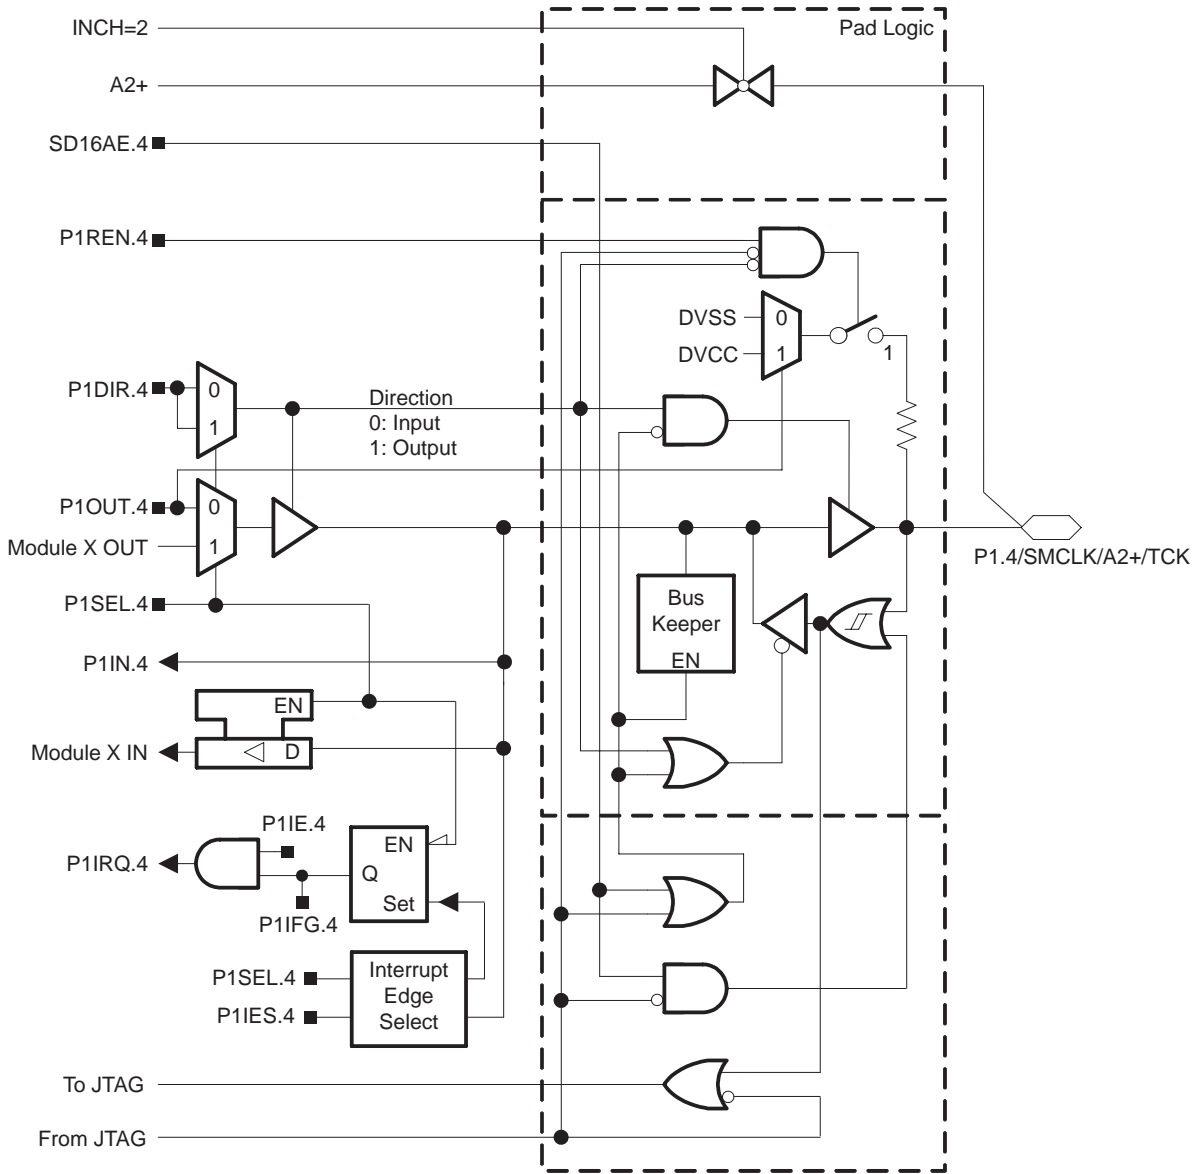 INCH=2
Pad Logic
A2+
SD16AE.4
P1REN.4
DVSS
0
DVCC
1
1
P1DIR.4
0
1
Direction
0: Input
1: Output
P1OUT.4
0
Module X OUT
1
P1.4/SMCLK/A2+/TCK
P1SEL.4
Bus
Keeper
EN
P1IN.4
EN
Module X IN
D
P1IE.4
EN
P1IRQ.4
Q
Set
P1IFG.4
P1SEL.4
Interrupt
Edge
Select
P1IES.4
To JTAG
From JTAG